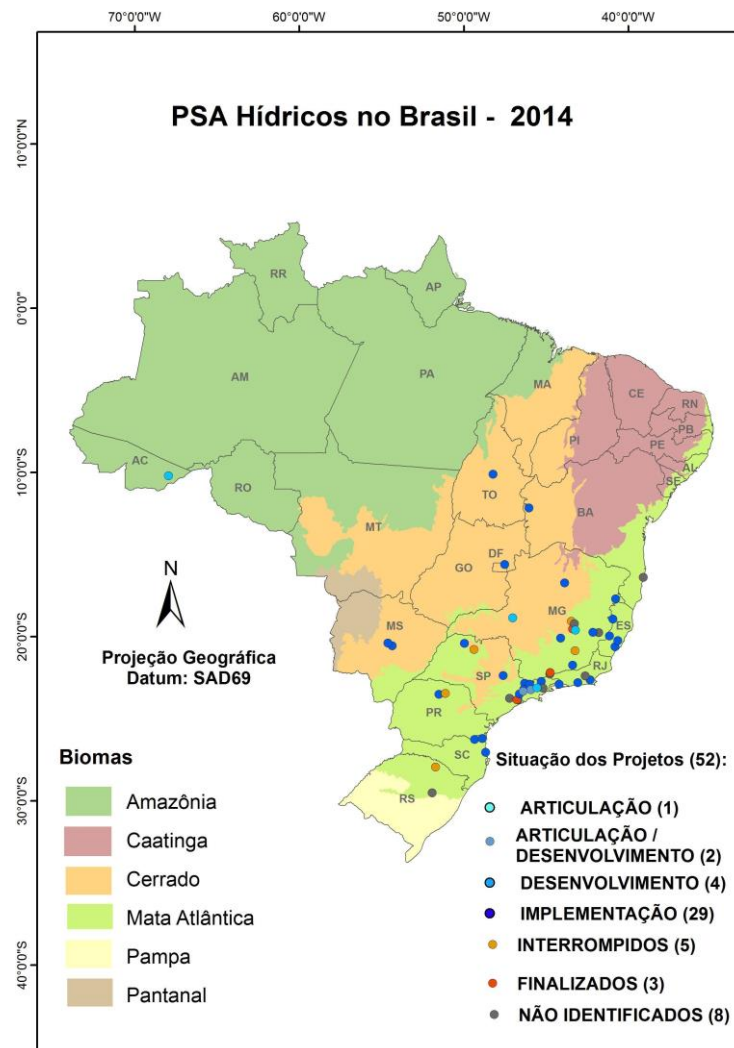 70°0'0"W 60°0'0"W 50°0'0"W 40°0'0"W
PSA Hídricos no Brasil - 2014
10°0'0"N
0°0'0"
10°0'0"S
20°0'0"S
30°0'0"S
40°0'0"S
RR
AP
AM
PA
MA
CE
RN
PB
PE
PI
AL
SE
AC
RO
TO
BA
MT
DF
GO
MG
ES
MS
SP
RJ
PR
SC
RS
N
Projeção Geográfica
Datum: SAD69
Biomas
Amazônia
Caatinga
Cerrado
Mata Atlântica
Pampa
Pantanal
Situação dos Projetos (52):
ARTICULAÇÃO (1)
ARTICULAÇÃO /
DESENVOLVIMENTO (2)
DESENVOLVIMENTO (4)
IMPLEMENTAÇÃO (29)
INTERROMPIDOS (5)
FINALIZADOS (3)
NÃO IDENTIFICADOS (8)